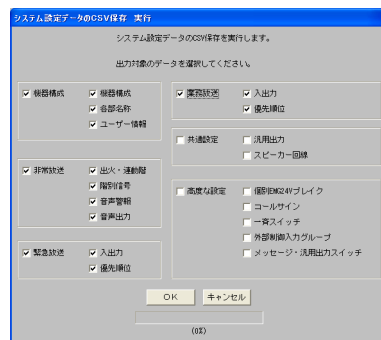 システム設定データのCSV保存 実行
システム設定データのCSV保存を実行します。
出力対象のデータを選択してください。
機器構成
機器構成
各部名称
ユーザー情報
非常放送
出火・連動階
階別信号
音声警報
音声出力
緊急放送
入出力
優先順位
業務放送
入出力
優先順位
共通設定
汎用出力
スピーカー回線
高度な設定
個別EMG24Vブレイク
コールサイン
一斉スイッチ
外部制御入力グループ
メッセージ・汎用出力スイッチ
OK
キャンセル
(0%)